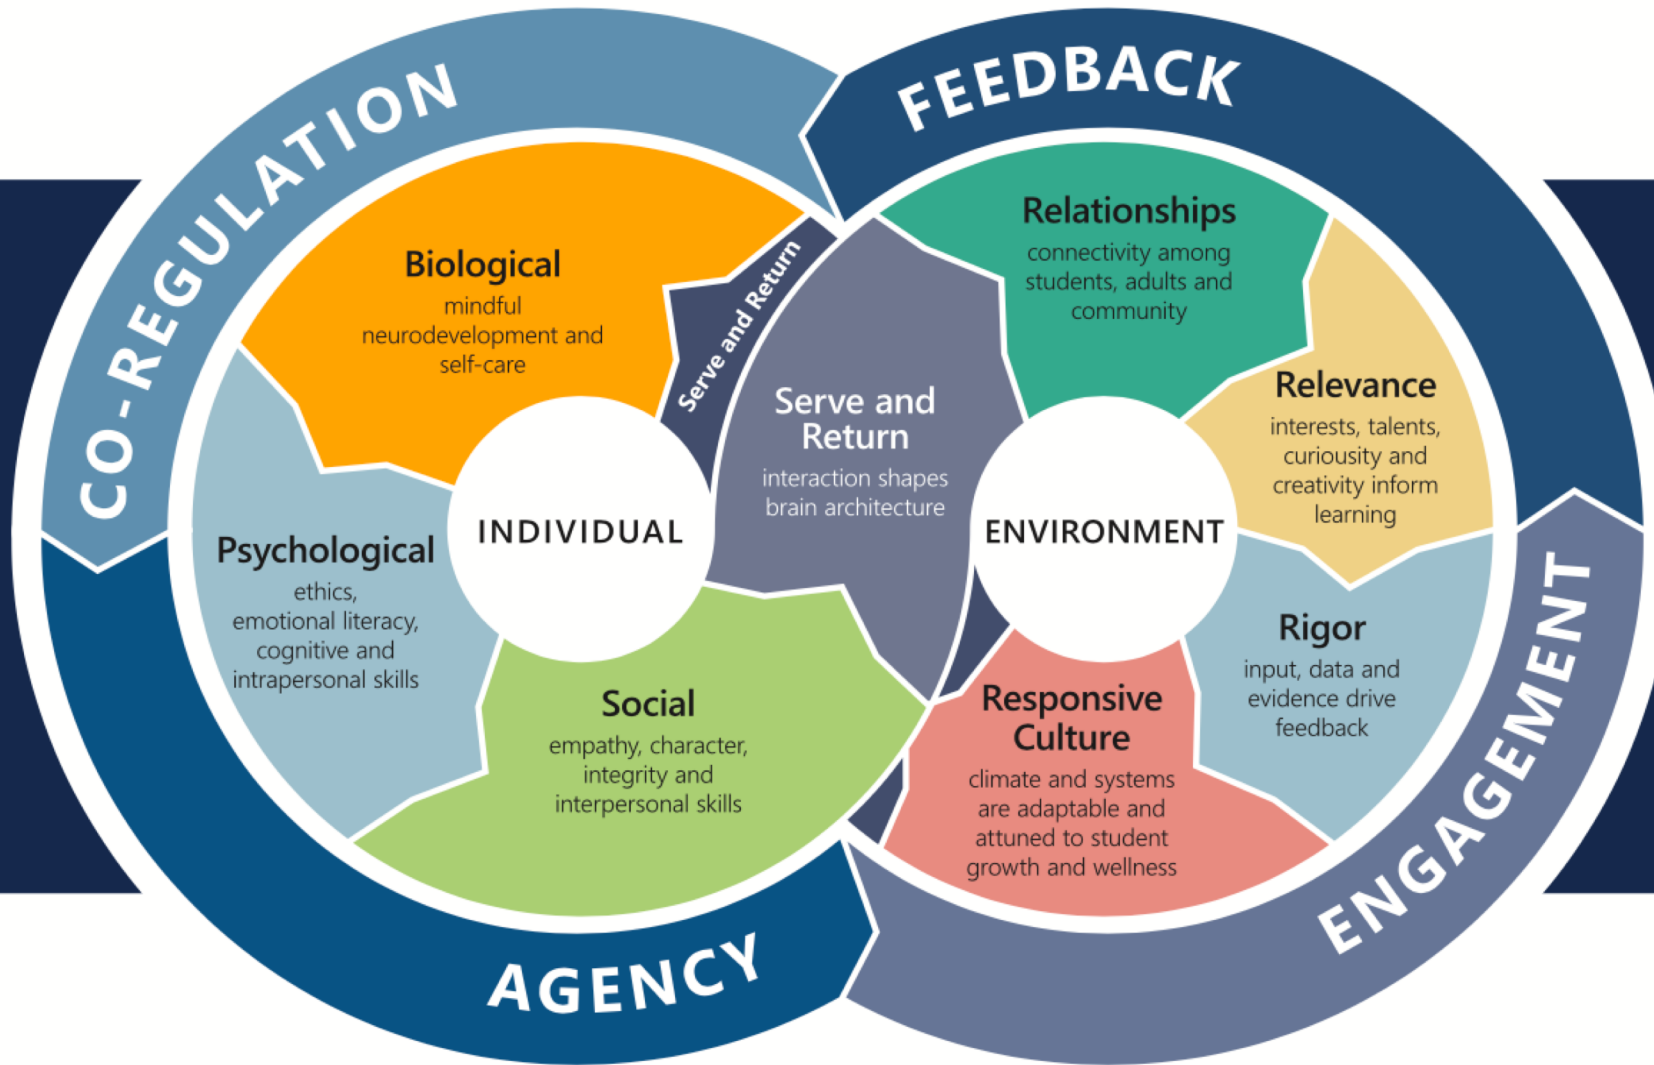 CO-REGULATION
FEEDBACK
Biological
mindful
neurodevelopment and
self-care
Serve and Return
Serve and
Return
interaction shapes
brain architecture
Relationships
connectivity among
students, adults and
community
Relevance
interests, talents,
curiousity and
creativity inform
learning
INDIVIDUAL
ENVIRONMENT
Psychological
ethics,
emotional literacy,
cognitive and
intrapersonal skills
Social
empathy, character,
integrity and
interpersonal skills
Responsive
Culture
climate and systems
are adaptable and
attuned to student
growth and wellness
Rigor
input, data and
evidence drive
feedback
AGENCY
ENGAGEMENT